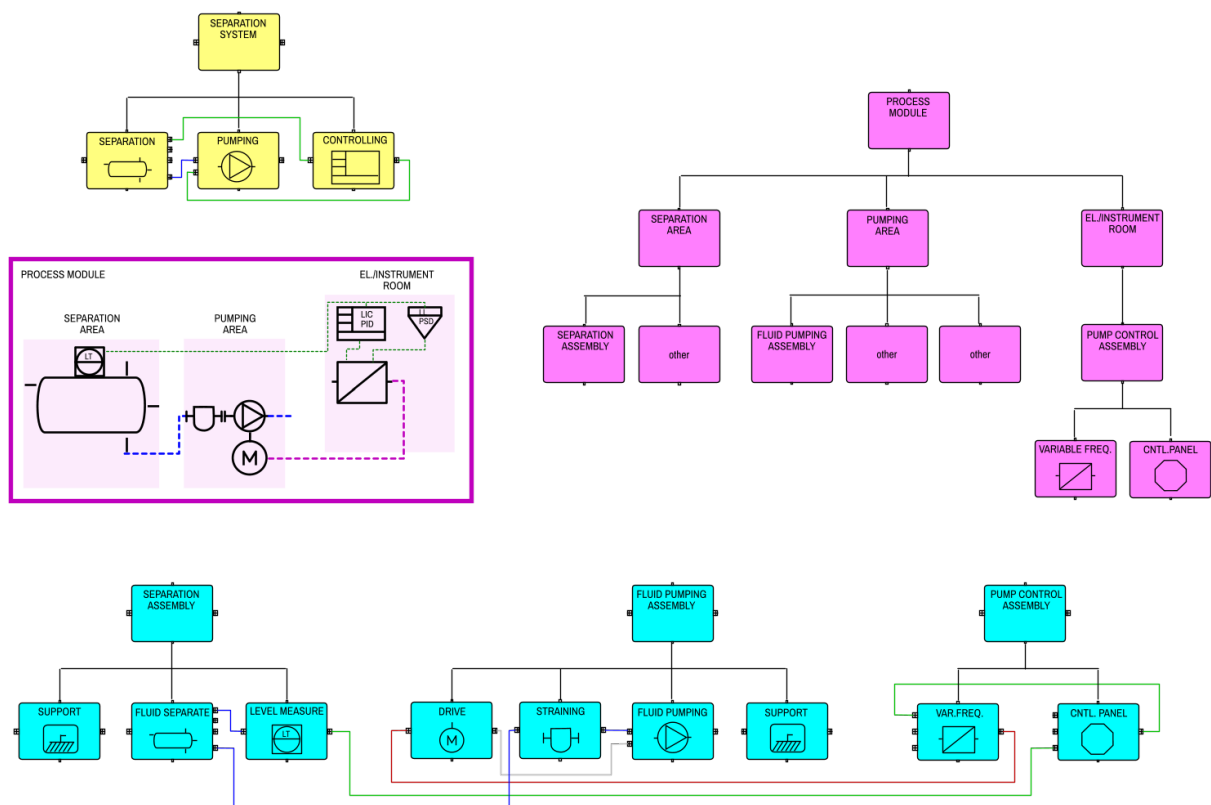 SEPARATION
SYSTEM
SEPARATION
PUMPING
CONTROLLING
PROCESS
MODULE
SEPARATION
AREA
PUMPING
AREA
EL./INSTRUMENT
ROOM
SEPARATION
ASSEMBLY
other
FLUID PUMPING
ASSEMBLY
other
other
PUMP CONTROL
ASSEMBLY
VARIABLE FREQ.
CNTL.PANEL
PROCESS MODULE
EL./INSTRUMENT
ROOM
SEPARATION
AREA
PUMPING
AREA
LIC
PID
PSD
LT
M
SEPARATION
ASSEMBLY
SUPPORT
FLUID SEPARATE
LEVEL MEASURE
LT
FLUID PUMPING
ASSEMBLY
DRIVE
M
STRAINING
FLUID PUMPING
SUPPORT
PUMP CONTROL
ASSEMBLY
VAR.FREQ.
CNTL. PANEL